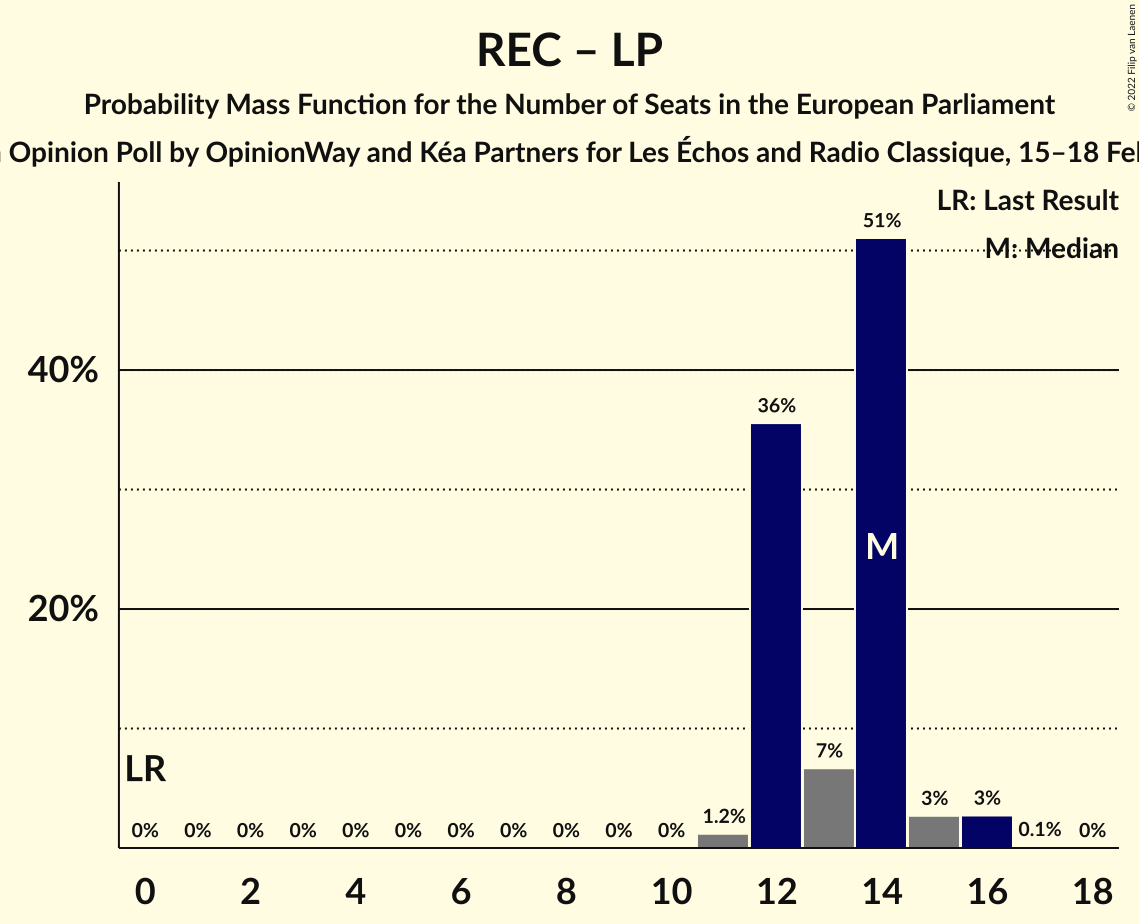 REC – LP
Probability Mass Function for the Number of Seats in the European Parliament
Opinion Poll by OpinionWay and Kéa Partners for Les Échos and Radio Classique, 15–18
© 2022 Filip van Laenen
LR: Last Result
M: Median
51%
40%
36%
M
20%
LR
7%
3% 3%
1.2%
0% 0% 0% 0% 0% 0% 0% 0% 0% 0% 0% 0.1% 0%
0 2 4 6 8 10 12 14 16 18